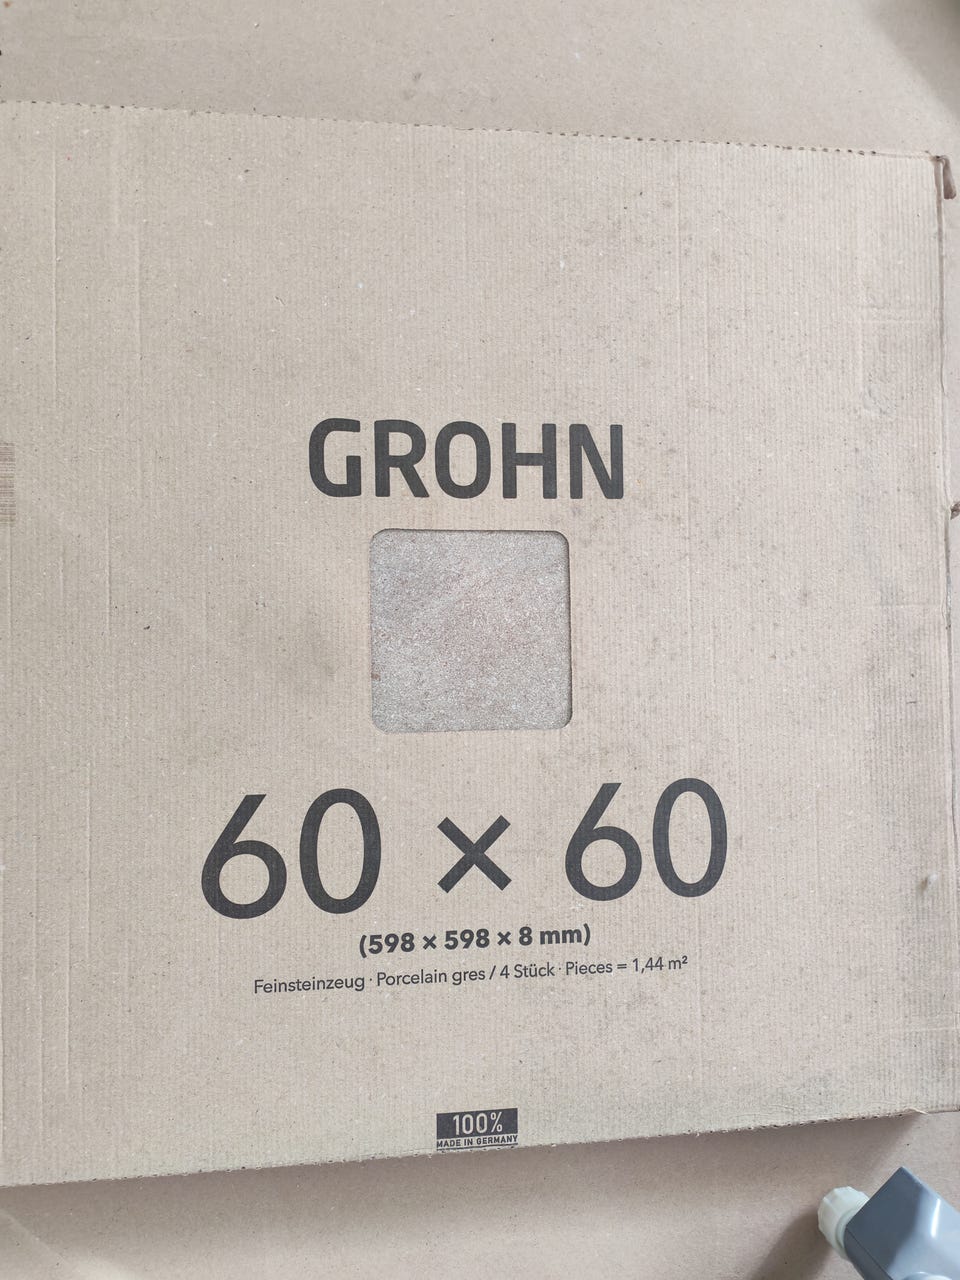 GROHN
60 × 60
(598 × 598 × 8 mm)
Feinsteinzeug · Porcelain gres / 4 Stück · Pieces = 1,44 m²
100%
MADE IN GERMANY